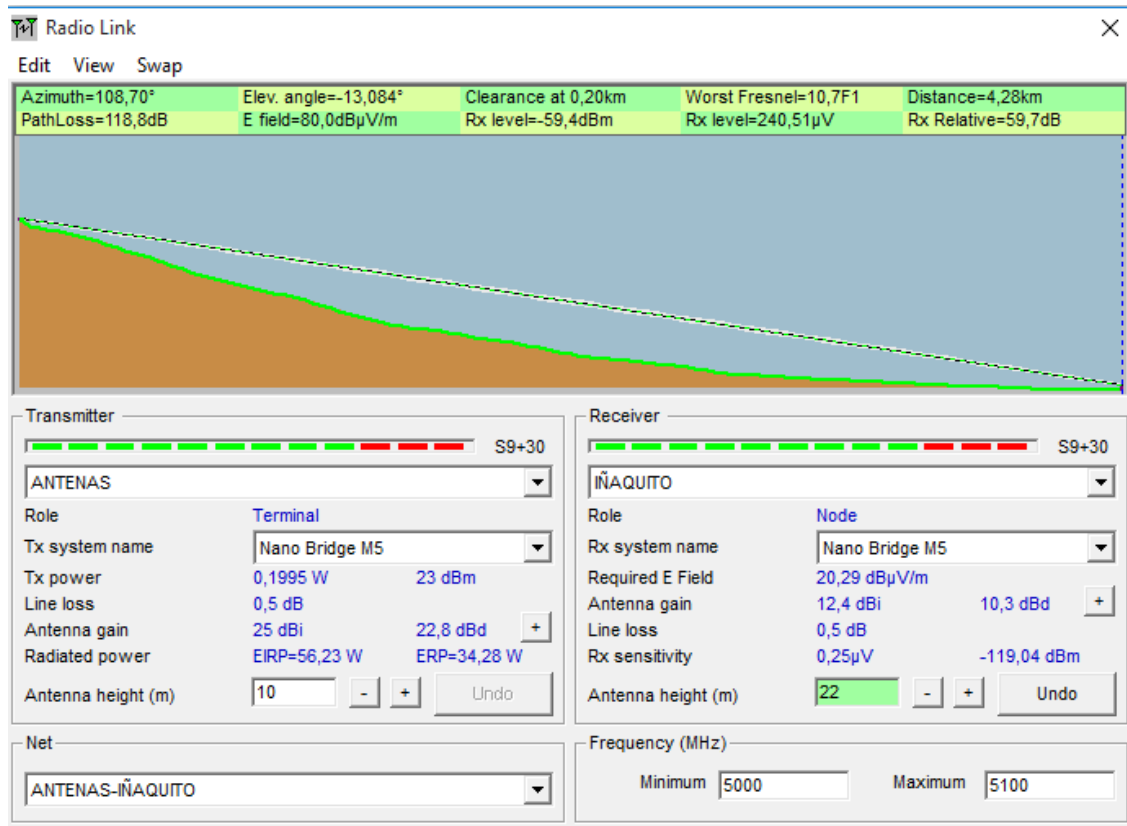 Radio Link
Edit View Swap
Azimuth=108,70° Elev. angle=-13,084° Clearance at 0,20km Worst Fresnel=10,7F1 Distance=4,28km
PathLoss=118,8dB E field=80,0dBµV/m Rx level=-59,4dBm Rx level=240,51µV Rx Relative=59,7dB
Transmitter
S9+30
ANTENAS
Role Terminal
Tx system name Nano Bridge M5
Tx power 0,1995 W 23 dBm
Line loss 0,5 dB
Antenna gain 25 dBi 22,8 dBd +
Radiated power EIRP=56,23 W ERP=34,28 W
Antenna height (m) 10 - + Undo
Receiver
S9+30
IÑAQUITO
Role Node
Rx system name Nano Bridge M5
Required E Field 20,29 dBµV/m
Antenna gain 12,4 dBi 10,3 dBd +
Line loss 0,5 dB
Rx sensitivity 0,25µV -119,04 dBm
Antenna height (m) 22 - + Undo
Net
ANTENAS-IÑAQUITO
Frequency (MHz)
Minimum 5000 Maximum 5100